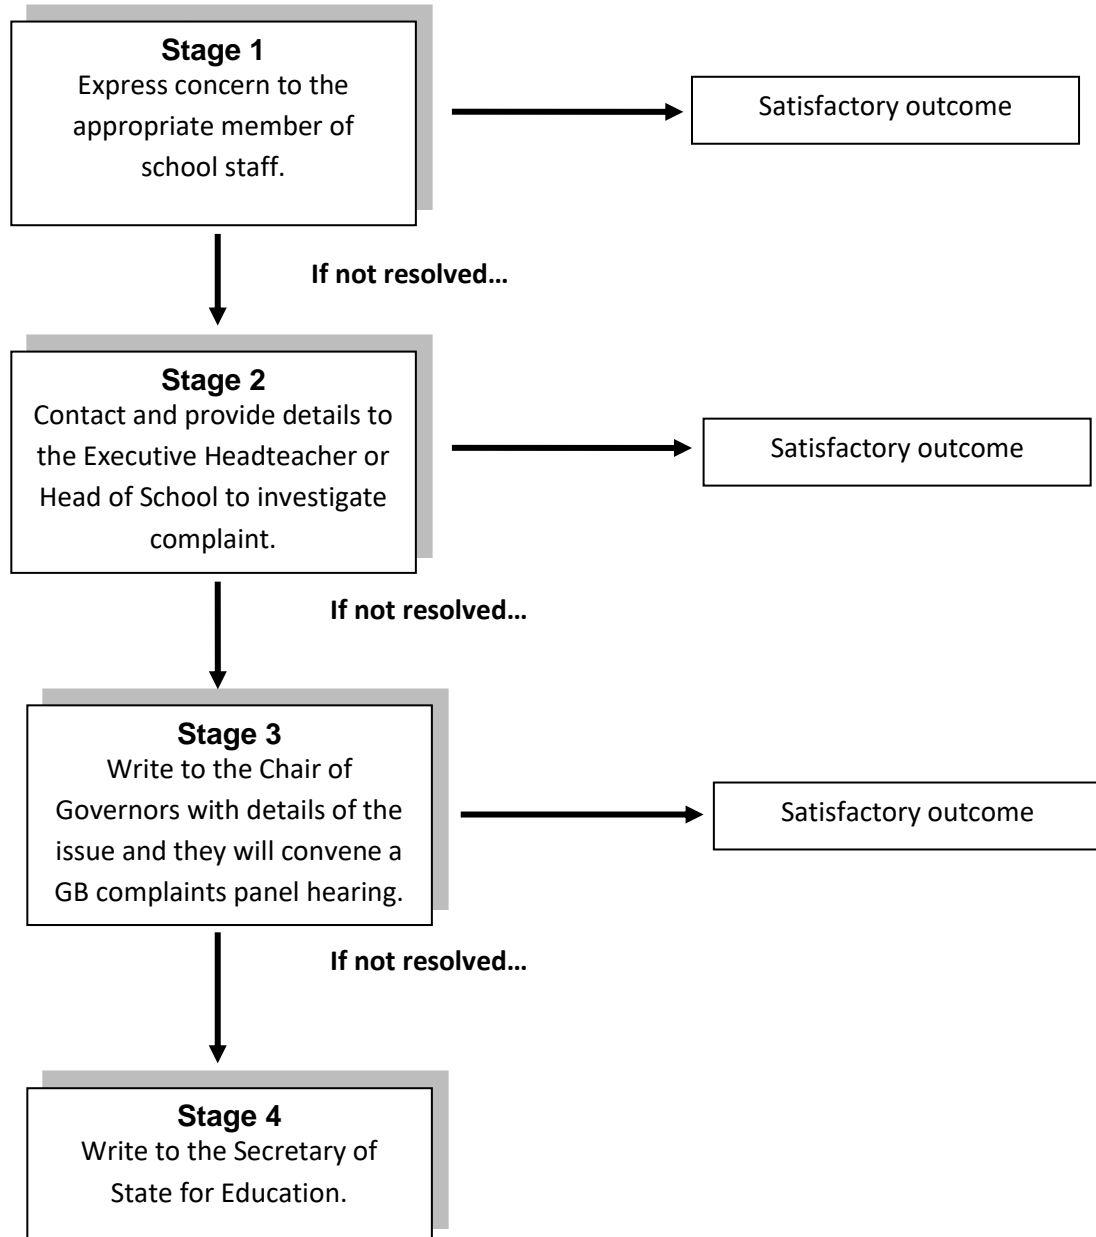 Stage 1
Express concern to the
appropriate member of
school staff.
Satisfactory outcome
If not resolved…
Stage 2
Contact and provide details to
the Executive Headteacher or
Head of School to investigate
complaint.
Satisfactory outcome
If not resolved…
Stage 3
Write to the Chair of
Governors with details of the
issue and they will convene a
GB complaints panel hearing.
Satisfactory outcome
If not resolved…
Stage 4
Write to the Secretary of
State for Education.